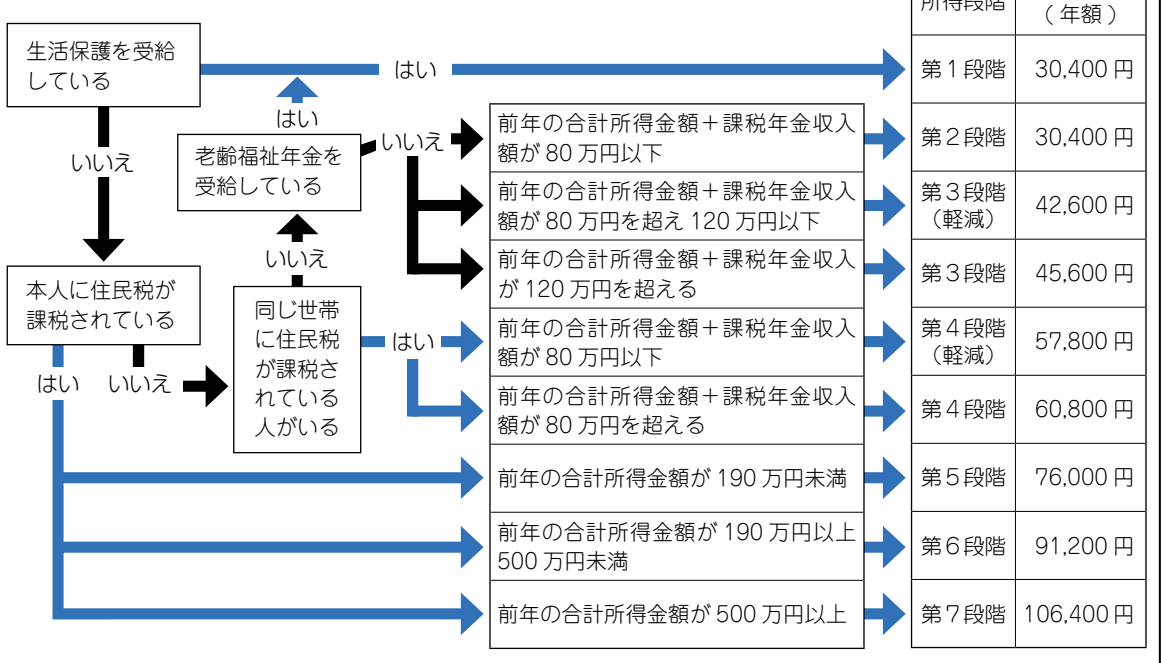 所得段階
（年額）
生活保護を受給
している
はい
第１段階
30,400 円
はい
いいえ
老齢福祉年金を
受給している
いいえ
前年の合計所得金額＋課税年金収入
額が 80 万円以下
第２段階
30,400 円
前年の合計所得金額＋課税年金収入
額が 80 万円を超え 120 万円以下
第３段階
（軽減）
42,600 円
いいえ
前年の合計所得金額＋課税年金収入
が 120 万円を超える
第３段階
45,600 円
本人に住民税が
課税されている
同じ世帯
に住民税
が課税さ
れている
人がいる
はい
前年の合計所得金額＋課税年金収入
額が 80 万円以下
第４段階
（軽減）
57,800 円
はい
いいえ
前年の合計所得金額＋課税年金収入
額が 80 万円を超える
第４段階
60,800 円
前年の合計所得金額が 190 万円未満
第５段階
76,000 円
前年の合計所得金額が 190 万円以上
500 万円未満
第６段階
91,200 円
前年の合計所得金額が 500 万円以上
第７段階
106,400 円